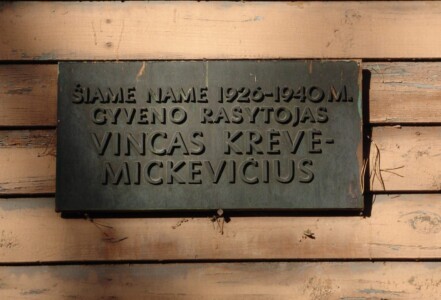 ŠIAME NAME 1926-1940 M.
GYVENO RAŠYTOJAS
VINCAS KRĖVĖ-
MICKEVIČIUS